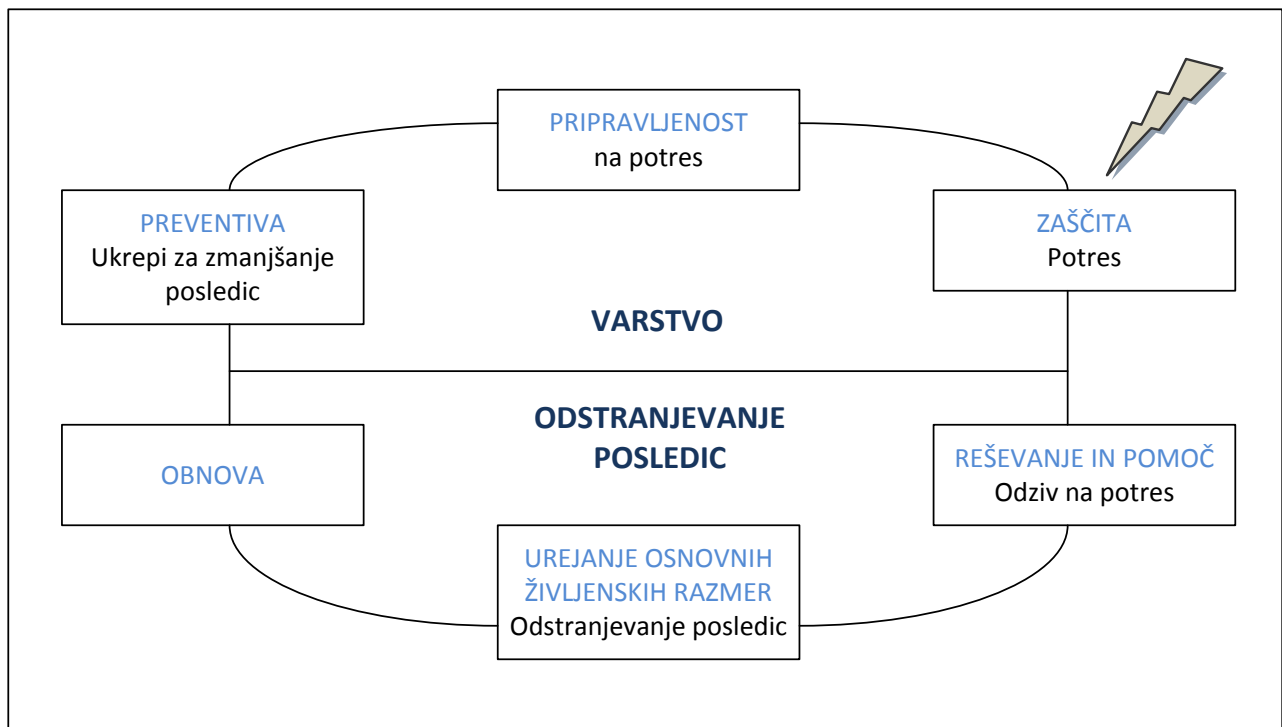 PRIPRAVLJENOST
na potres
PREVENTIVA
Ukrepi za zmanjšanje
posledic
ZAŠČITA
Potres
VARSTVO
ODSTRANJEVANJE
POSLEDIC
OBNOVA
REŠEVANJE IN POMOČ
Odziv na potres
UREJANJE OSNOVNIH
ŽIVLJENSKIH RAZMER
Odstranjevanje posledic